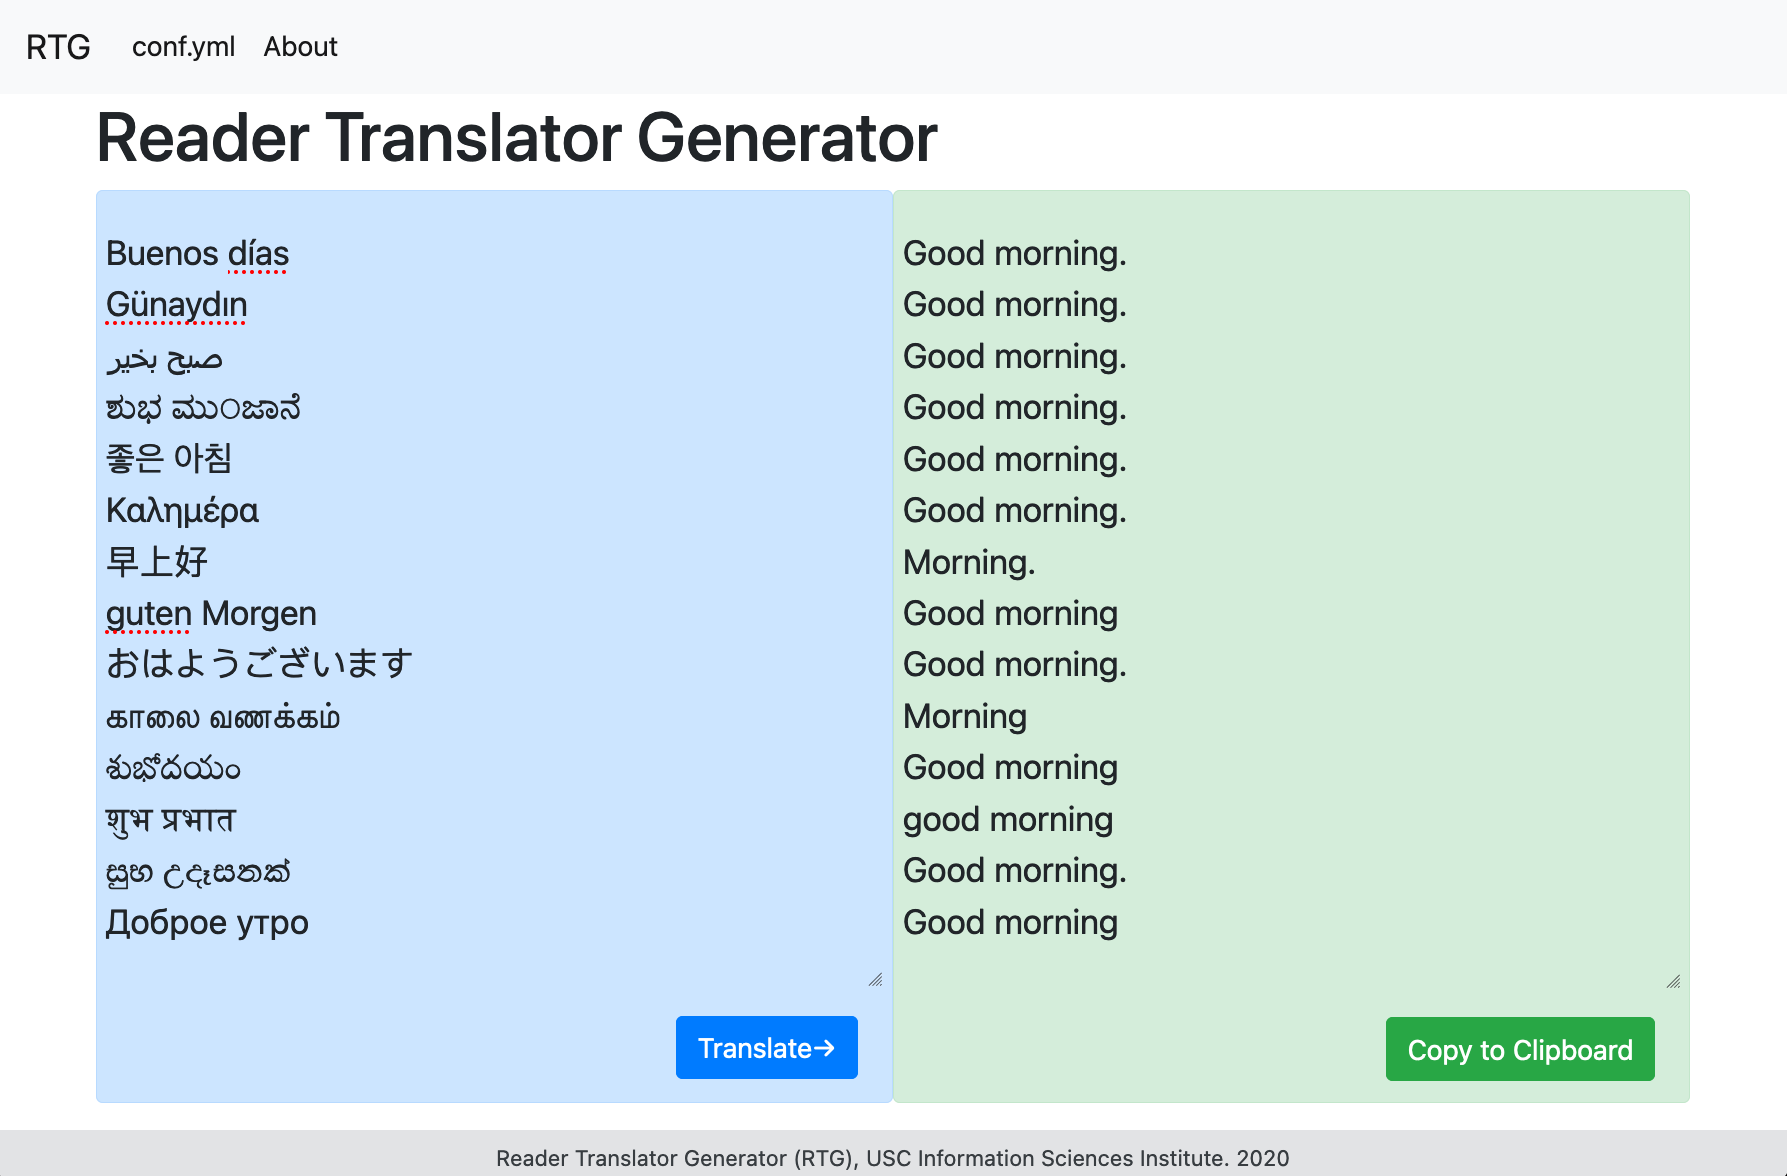 RTG conf.yml About
Reader Translator Generator
Buenos días
Günaydın
صبح بخیر
ಶುಭ ಮುಂಜಾನೆ
좋은 아침
Καλημέρα
早上好
guten Morgen
おはようございます
காலை வணக்கம்
శుభోదయం
शुभ प्रभात
සුභ උදෑසනක්
Доброе утро
Translate→
Good morning.
Good morning.
Good morning.
Good morning.
Good morning.
Good morning.
Morning.
Good morning
Good morning.
Morning
Good morning
good morning
Good morning.
Good morning
Copy to Clipboard
Reader Translator Generator (RTG), USC Information Sciences Institute. 2020